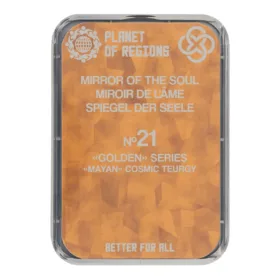 PLANET
OF REGIONS
MIRROR OF THE SOUL
MIROIR DE L'ÂME
SPIEGEL DER SEELE
№21
«GOLDEN» SERIES
«MAYAN» COSMIC TEURGY
BETTER FOR ALL